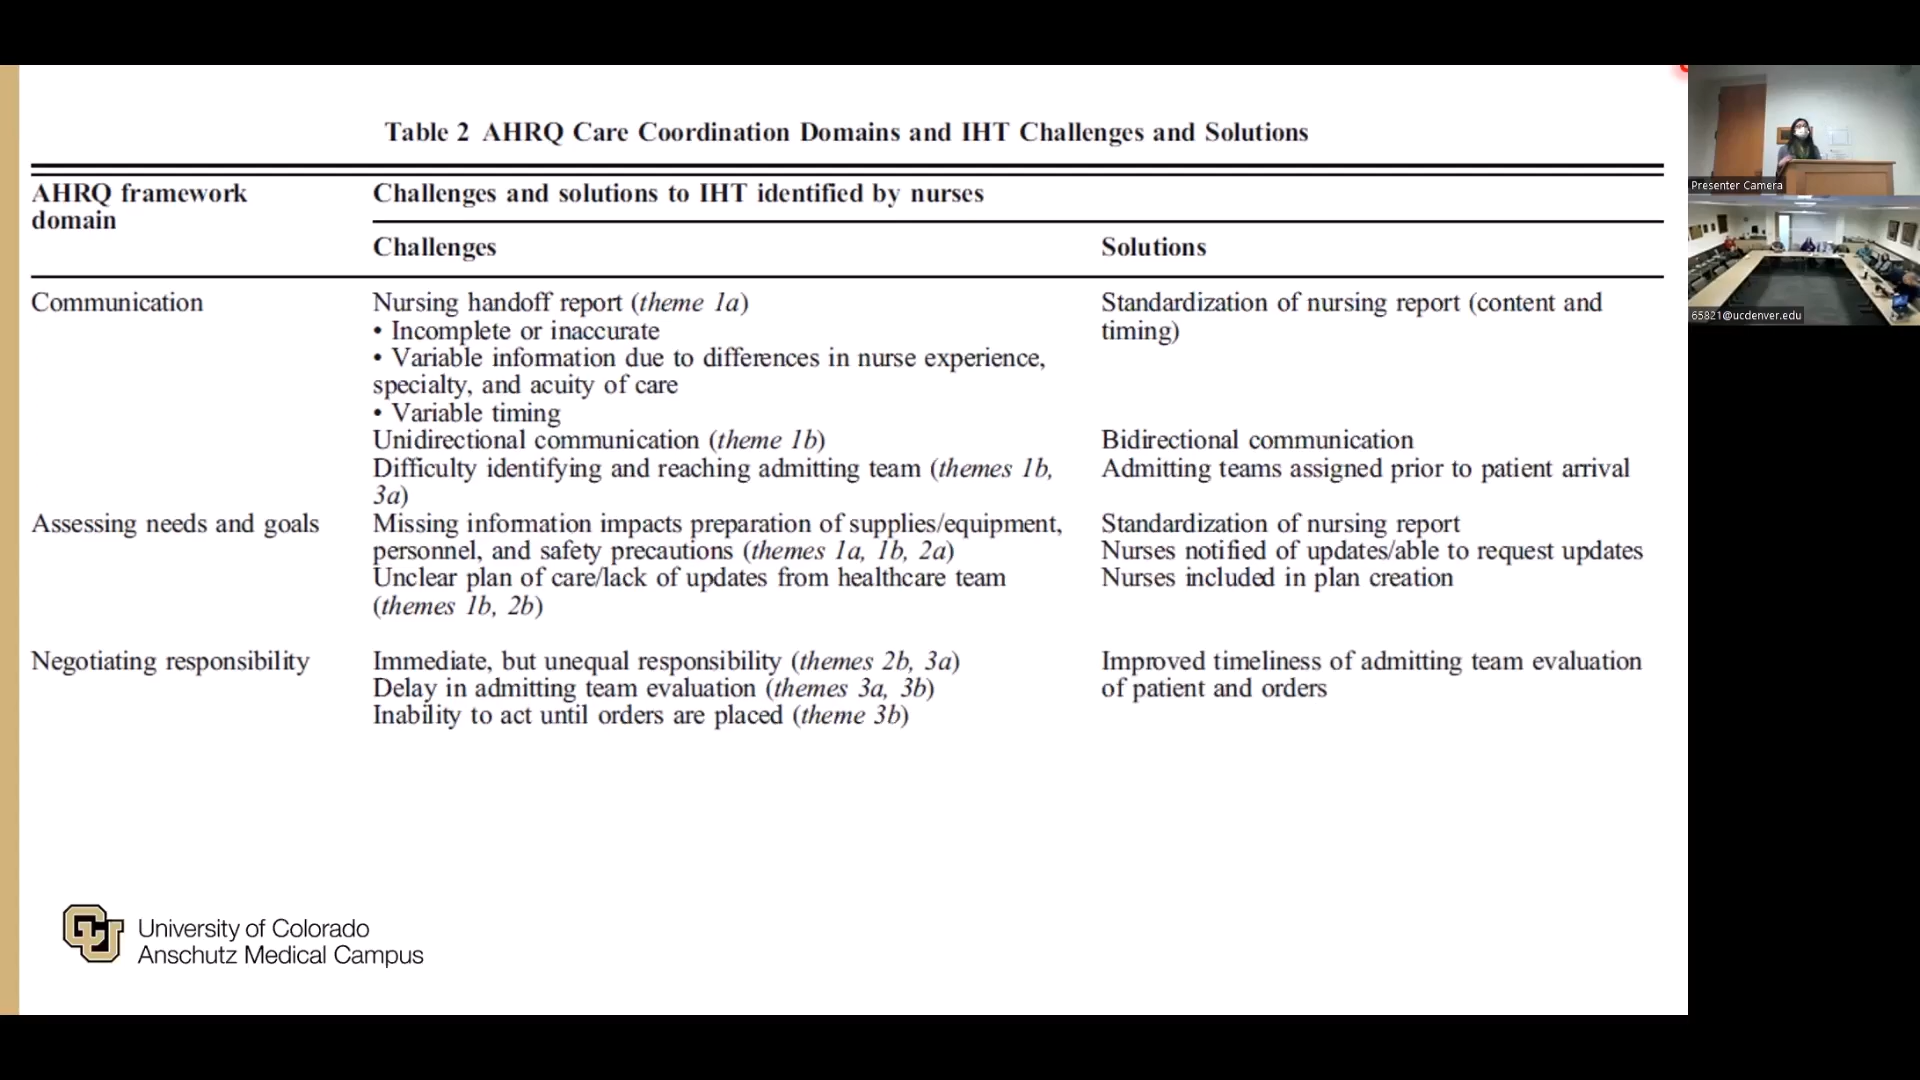 Table 2 AHRQ Care Coordination Domains and IHT Challenges and Solutions
AHRQ framework
domain
Challenges and solutions to IHT identified by nurses
Challenges
Solutions
Communication
Nursing handoff report (theme 1a)
• Incomplete or inaccurate
• Variable information due to differences in nurse experience,
specialty, and acuity of care
• Variable timing
Standardization of nursing report (content and
timing)
Unidirectional communication (theme 1b)
Bidirectional communication
Difficulty identifying and reaching admitting team (themes 1b,
3a)
Admitting teams assigned prior to patient arrival
Assessing needs and goals
Missing information impacts preparation of supplies/equipment,
personnel, and safety precautions (themes 1a, 1b, 2a)
Unclear plan of care/lack of updates from healthcare team
(themes 1b, 2b)
Standardization of nursing report
Nurses notified of updates/able to request updates
Nurses included in plan creation
Negotiating responsibility
Immediate, but unequal responsibility (themes 2b, 3a)
Delay in admitting team evaluation (themes 3a, 3b)
Inability to act until orders are placed (theme 3b)
Improved timeliness of admitting team evaluation
of patient and orders
University of Colorado
Anschutz Medical Campus
Presenter Camera
65821@ucdenver.edu